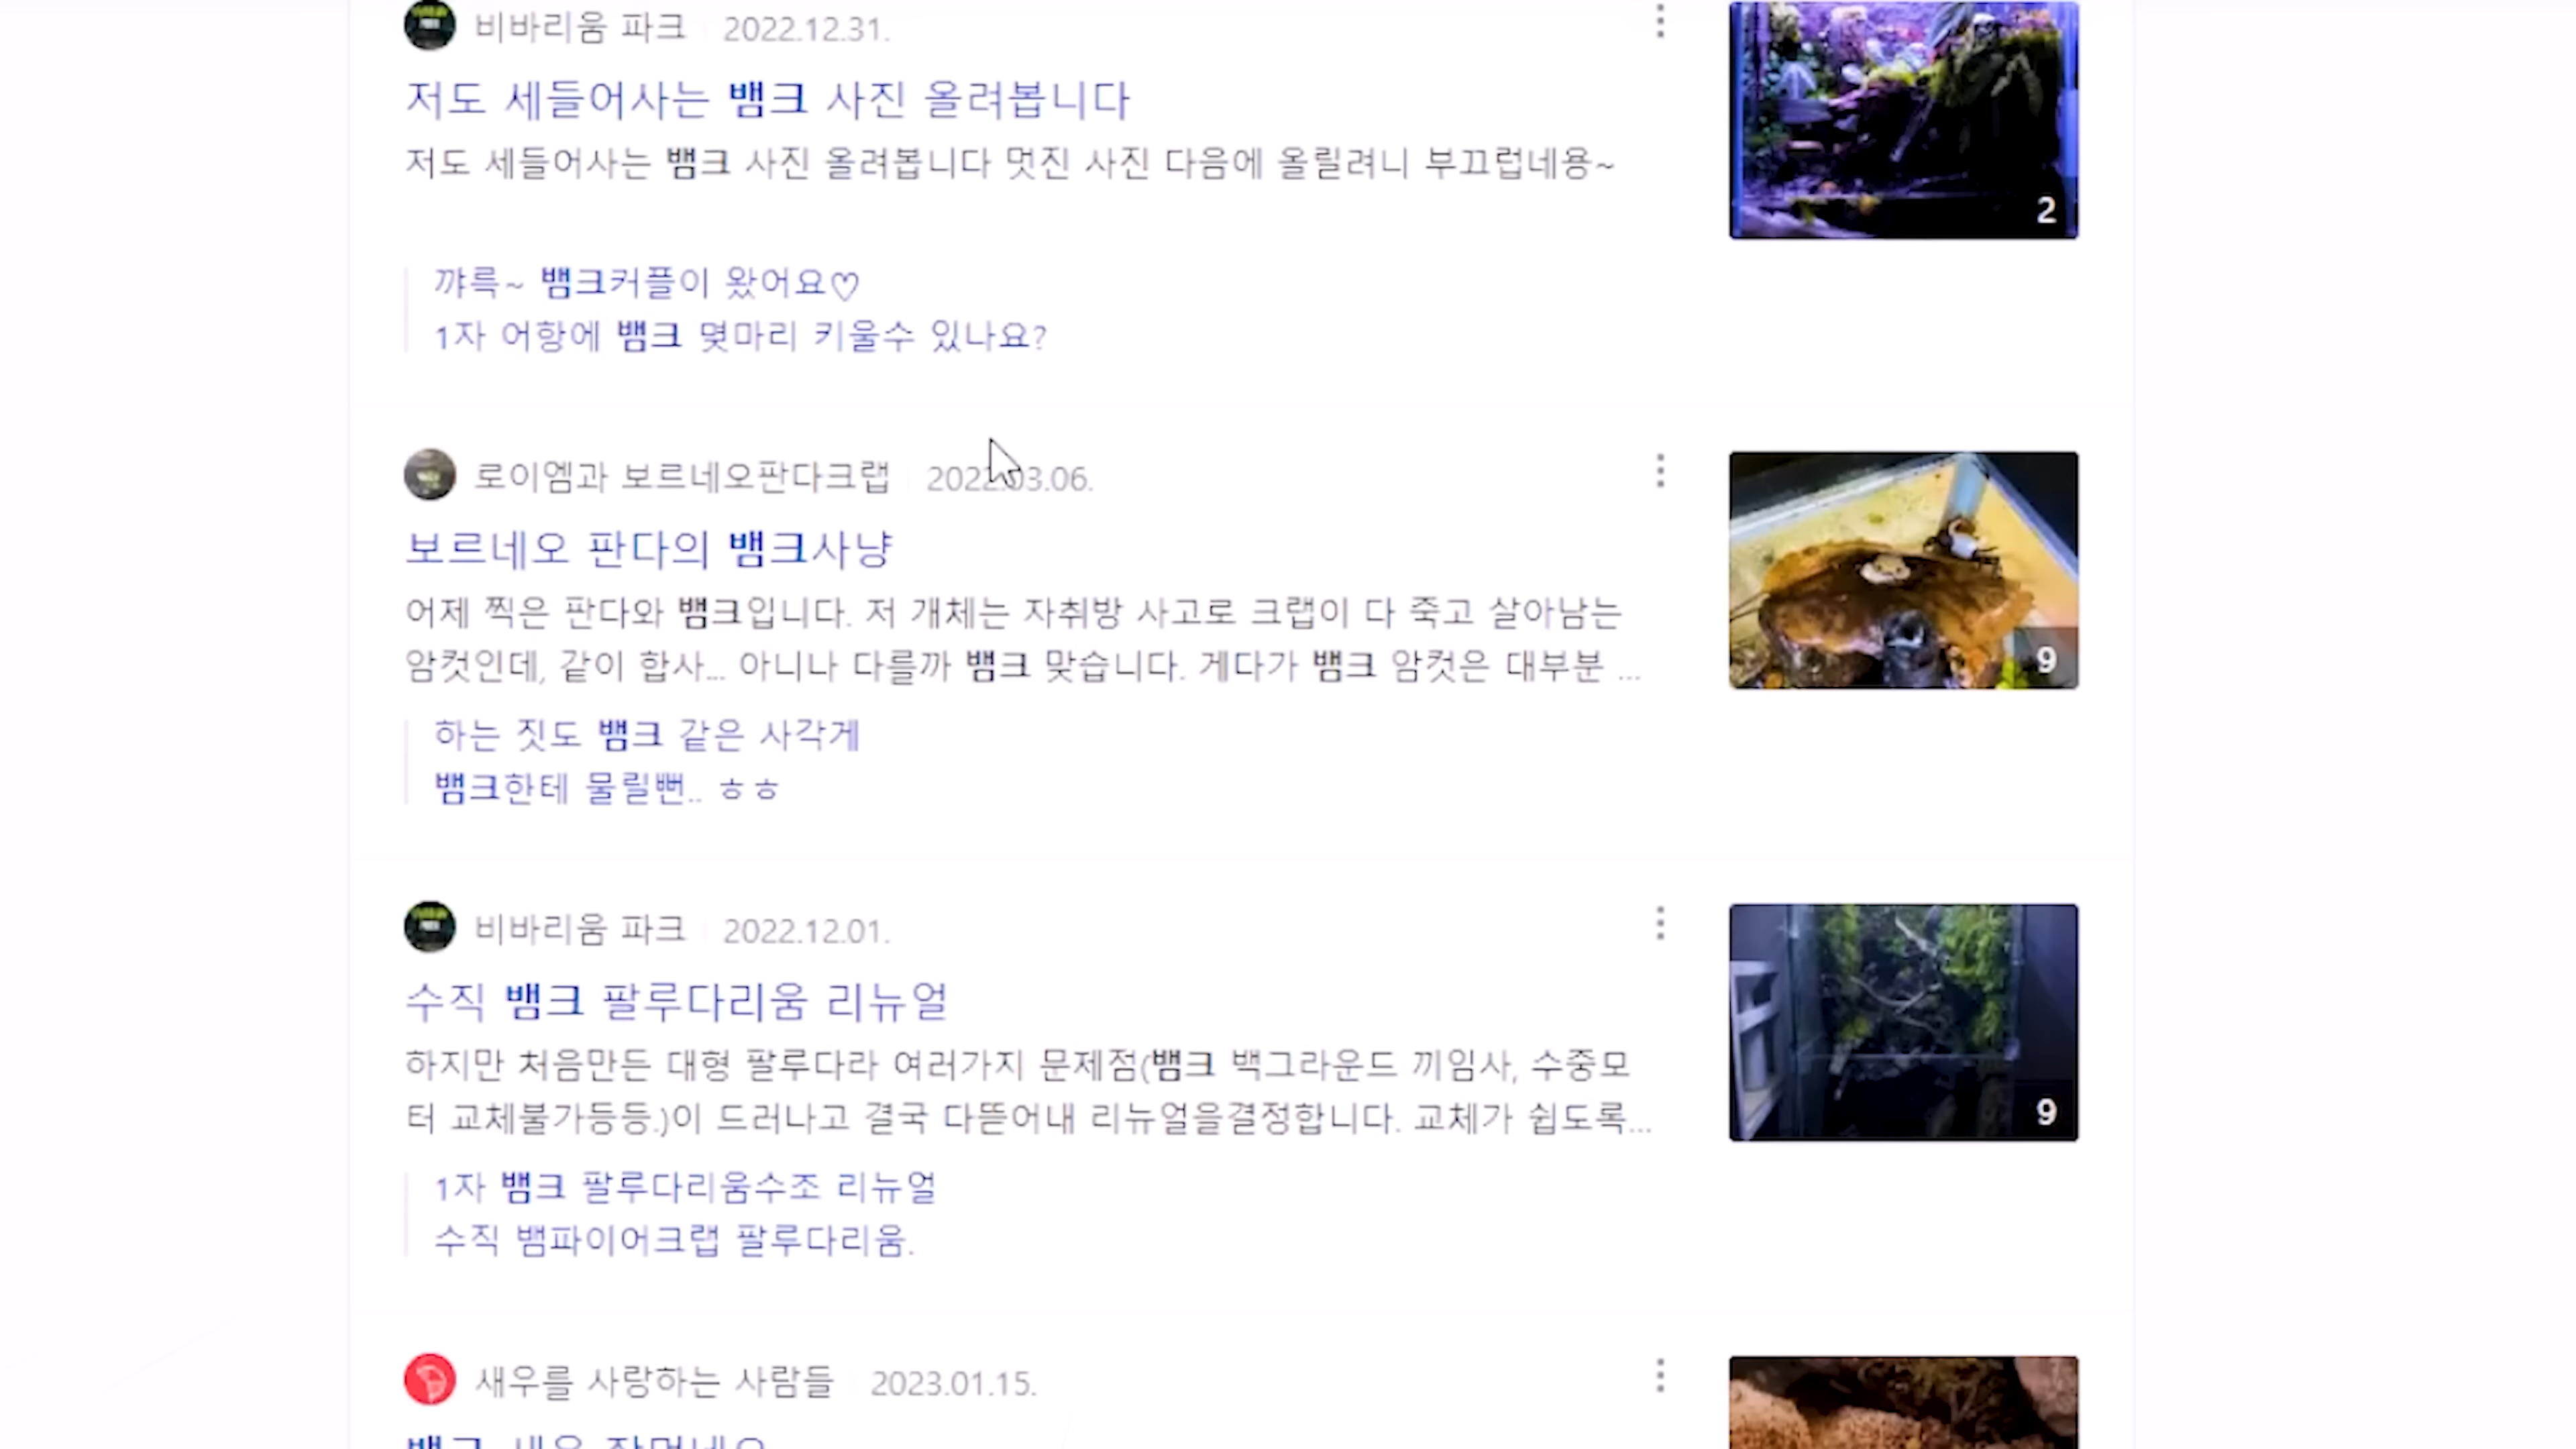 비바리움 파크 2022.12.31.
저도 세들어사는 뱀크 사진 올려봅니다
저도 세들어사는 뱀크 사진 올려봅니다 멋진 사진 다음에 올릴려니 부끄럽네용~
2
꺄륵~ 뱀크커플이 왔어요♡
1자 어항에 뱀크 몇마리 키울수 있나요?
로이엠과 보르네오판다크랩 2022.03.06.
보르네오 판다의 뱀크사냥
어제 찍은 판다와 뱀크입니다. 저 개체는 자취방 사고로 크랩이 다 죽고 살아남는
암컷인데, 같이 합사... 아니나 다를까 뱀크 맞습니다. 게다가 뱀크 암컷은 대부분 ...
9
하는 짓도 뱀크 같은 사각게
뱀크한테 물릴뻔.. ㅎㅎ
비바리움 파크 2022.12.01.
수직 뱀크 팔루다리움 리뉴얼
하지만 처음만든 대형 팔루다라 여러가지 문제점(뱀크 백그라운드 끼임사, 수중모
터 교체불가등등.)이 드러나고 결국 다뜯어내 리뉴얼을결정합니다. 교체가 쉽도록...
9
1자 뱀크 팔루다리움수조 리뉴얼
수직 뱀파이어크랩 팔루다리움.
새우를 사랑하는 사람들 2023.01.15.